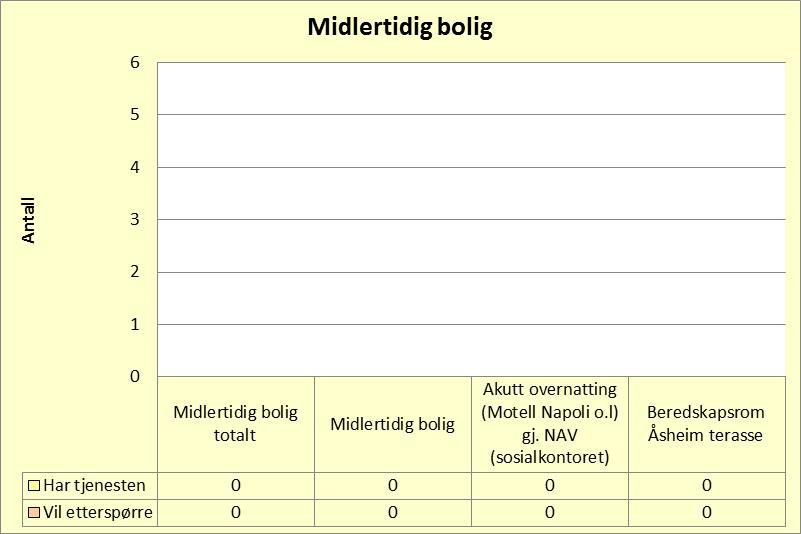 Midlertidig bolig
Antall
6
5
4
3
2
1
0
Midlertidig bolig
totalt
Midlertidig bolig
Akutt overnatting
(Motell Napoli o.l)
gj. NAV
(sosialkontoret)
Beredskapsrom
Åsheim terasse
Har tjenesten 0 0 0 0
Vil etterspørre 0 0 0 0